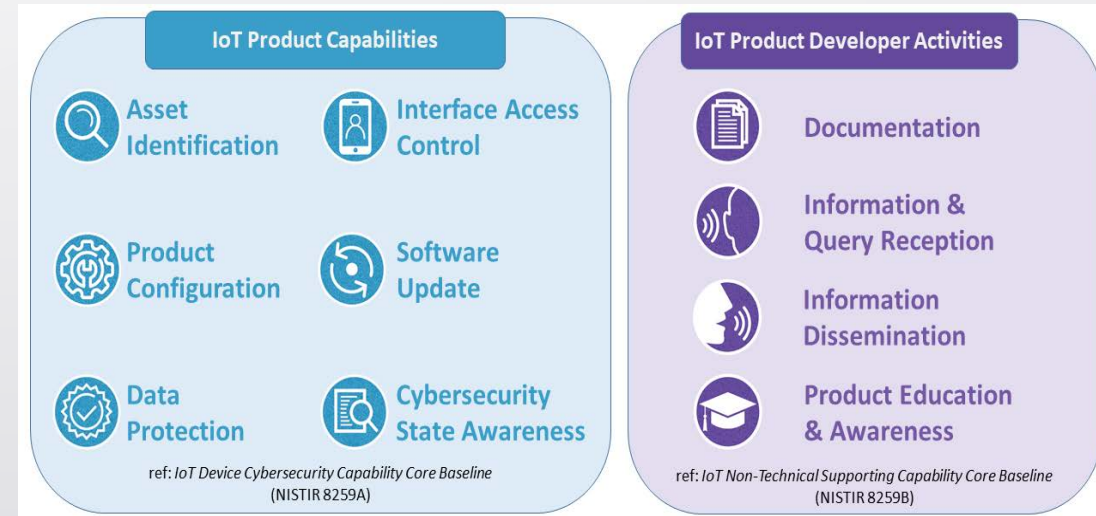 IoT Product Capabilities
Asset
Identification
Interface Access
Control
Product
Configuration
Software
Update
Data
Protection
Cybersecurity
State Awareness
ref: IoT Device Cybersecurity Capability Core Baseline
(NISTIR 8259A)
IoT Product Developer Activities
Documentation
Information &
Query Reception
Information
Dissemination
Product Education
& Awareness
ref: IoT Non-Technical Supporting Capability Core Baseline
(NISTIR 8259B)